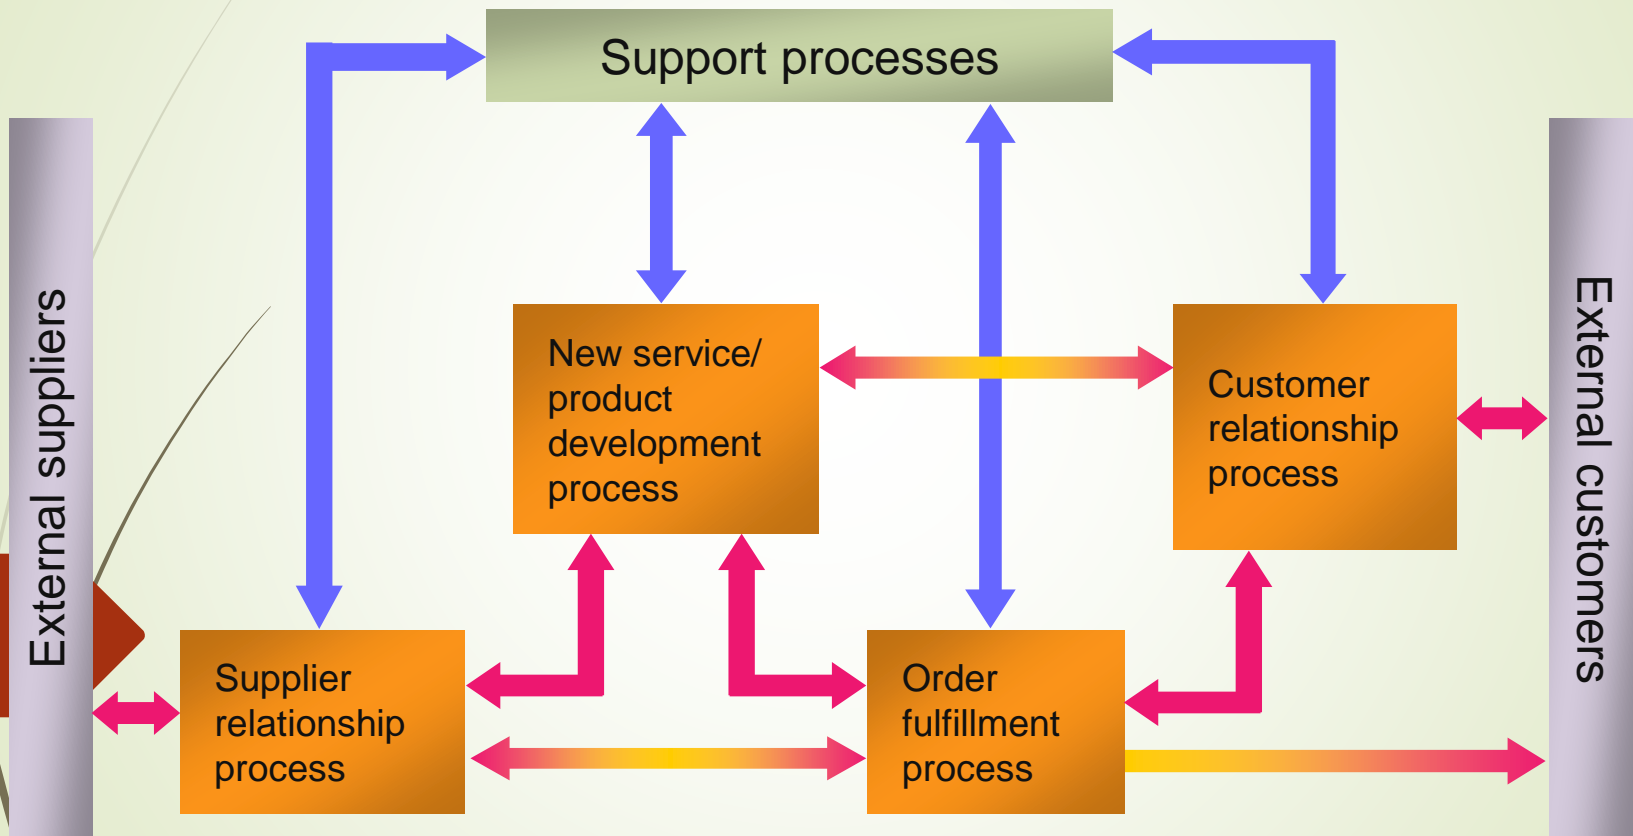 Support processes
External suppliers
New service/
product
development
process
Customer
relationship
process
External customers
Supplier
relationship
process
Order
fulfillment
process